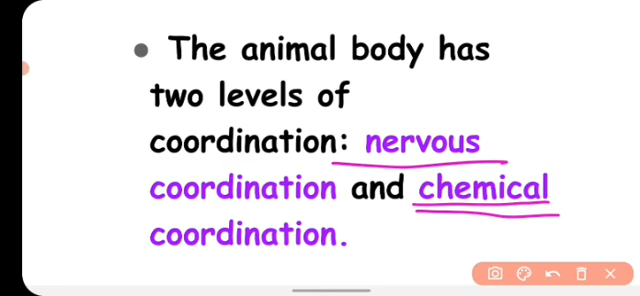 ● The animal body has
two levels of
coordination: nervous
coordination and chemical
coordination.